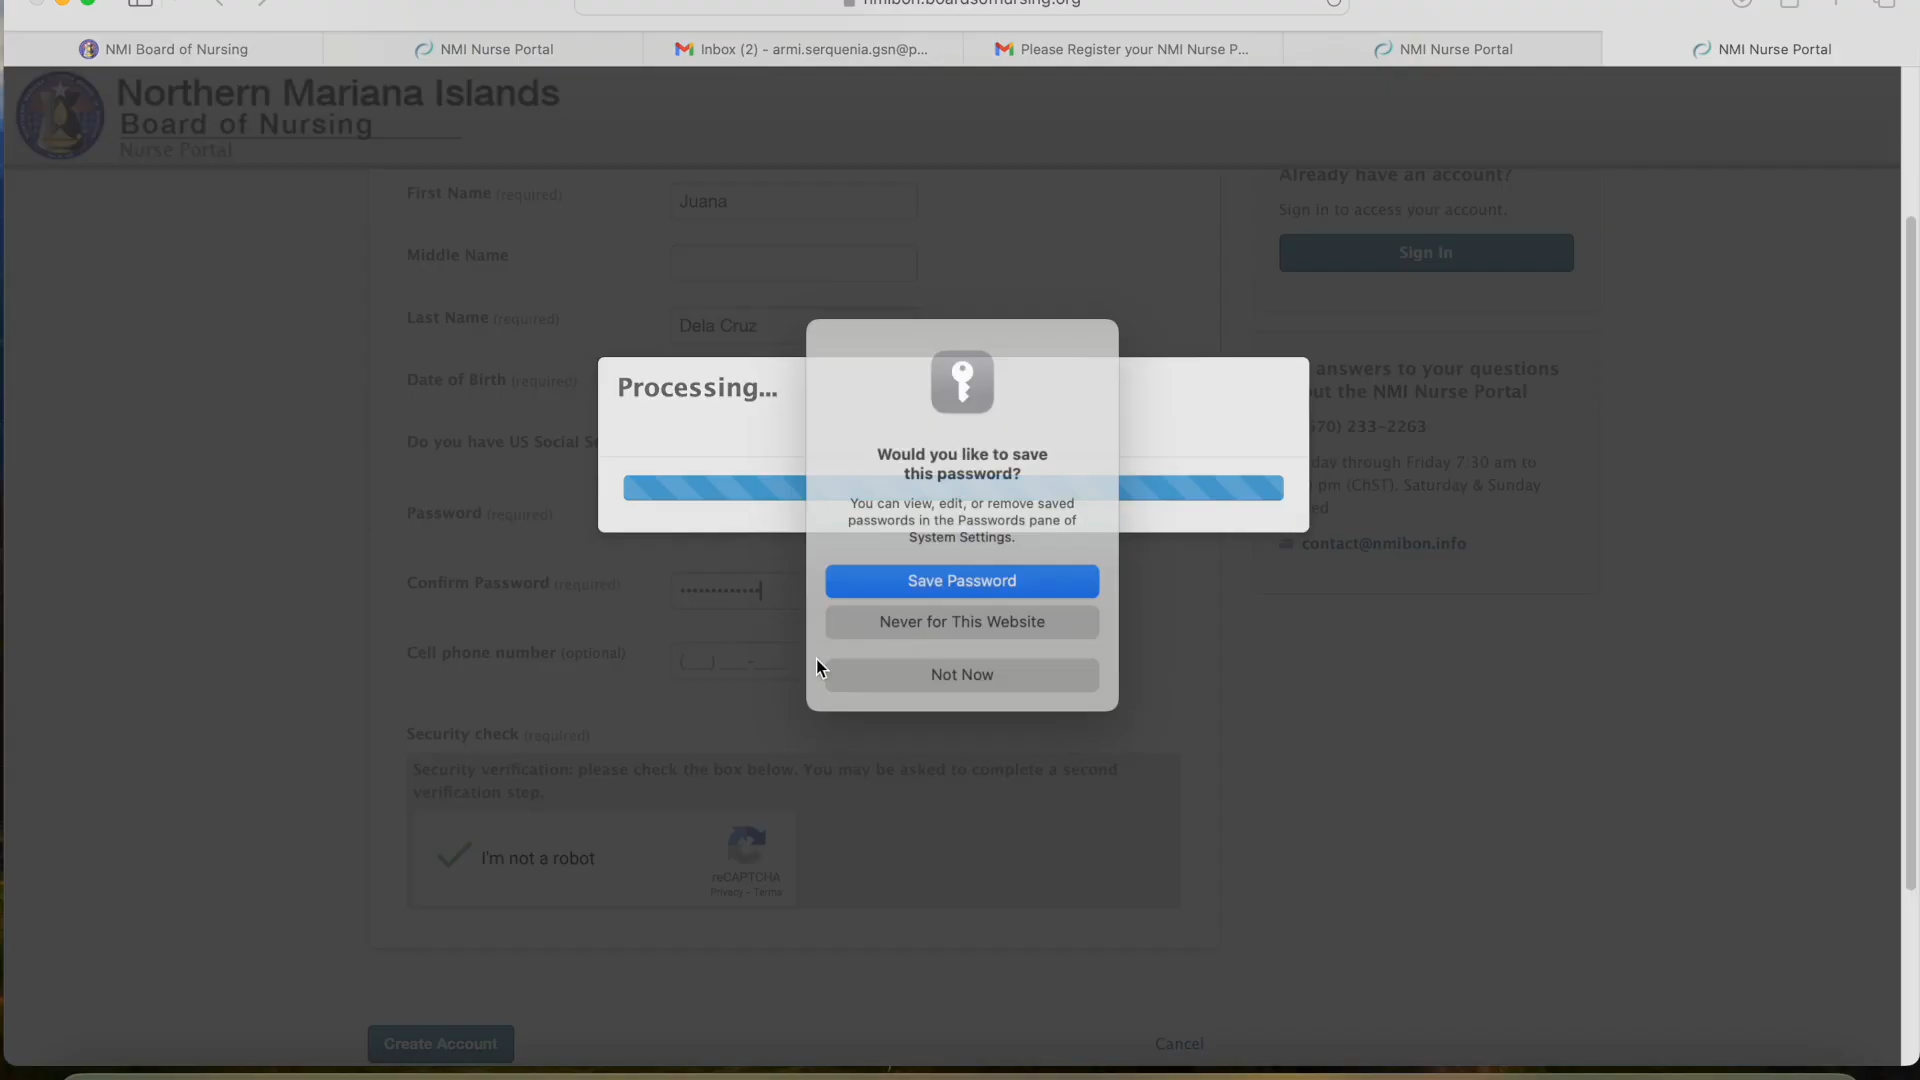 nmibon.boardsofnursing.org
NMI Board of Nursing
NMI Nurse Portal
Inbox (2) - armi.serquenia.gsn@p...
Please Register your NMI Nurse P...
NMI Nurse Portal
NMI Nurse Portal
Northern Mariana Islands
Board of Nursing
Nurse Portal
First Name (required)
Juana
Middle Name
Last Name (required)
Dela Cruz
Date of Birth (required)
Do you have US Social Se
Password (required)
Confirm Password (required)
•••••••••••••
Cell phone number (optional)
(__) ___-____
Security check (required)
Security verification: please check the box below. You may be asked to complete a second
verification step.
I'm not a robot
reCAPTCHA
Privacy - Terms
Create Account
Cancel
Already have an account?
Sign In to access your account.
Sign In
answers to your questions
ut the NMI Nurse Portal
70) 233-2263
day through Friday 7:30 am to
pm (ChST). Saturday & Sunday
ed
contact@nmibon.info
Processing...
Would you like to save
this password?
You can view, edit, or remove saved
passwords in the Passwords pane of
System Settings.
Save Password
Never for This Website
Not Now